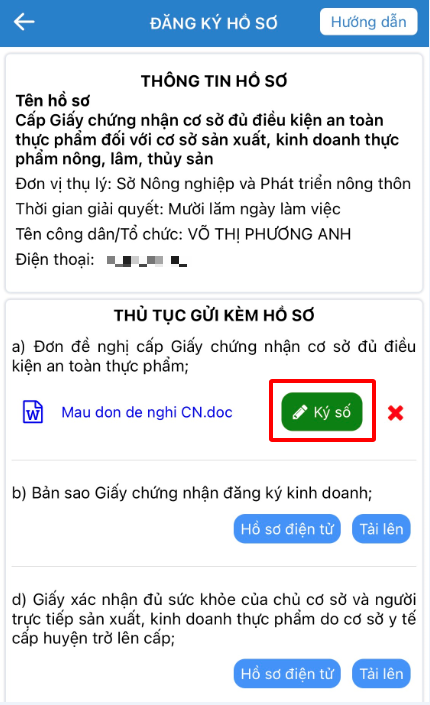 ĐĂNG KÝ HỒ SƠ
Hướng dẫn
THÔNG TIN HỒ SƠ
Tên hồ sơ
Cấp Giấy chứng nhận cơ sở đủ điều kiện an toàn
thực phẩm đối với cơ sở sản xuất, kinh doanh thực
phẩm nông, lâm, thủy sản
Đơn vị thụ lý: Sở Nông nghiệp và Phát triển nông thôn
Thời gian giải quyết: Mười lăm ngày làm việc
Tên công dân/Tổ chức: VÕ THỊ PHƯƠNG ANH
Điện thoại:
THỦ TỤC GỬI KÈM HỒ SƠ
a) Đơn đề nghị cấp Giấy chứng nhận cơ sở đủ điều
kiện an toàn thực phẩm;
W
Mau don de nghi CN.doc
Ký số
b) Bản sao Giấy chứng nhận đăng ký kinh doanh;
Hồ sơ điện tử
Tải lên
d) Giấy xác nhận đủ sức khỏe của chủ cơ sở và người
trực tiếp sản xuất, kinh doanh thực phẩm do cơ sở y tế
cấp huyện trở lên cấp;
Hồ sơ điện tử
Tải lên